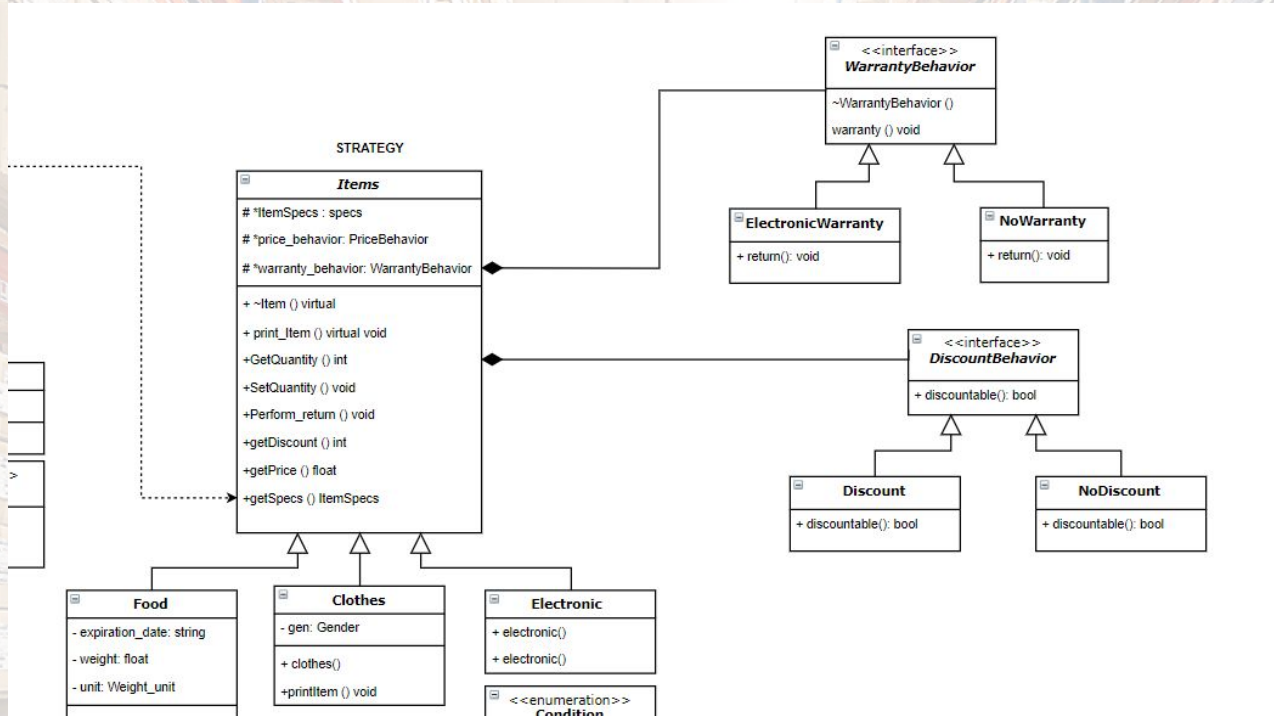 <<interface>>
WarrantyBehavior
~WarrantyBehavior ()
warranty () void
STRATEGY
Items
# *ItemSpecs : specs
# *price_behavior: PriceBehavior
# *warranty_behavior: WarrantyBehavior
+ ~Item () virtual
+ print_Item () virtual void
+GetQuantity () int
+SetQuantity () void
+Perform_return () void
+getDiscount () int
+getPrice () float
+getSpecs () ItemSpecs
ElectronicWarranty
+ return(): void
NoWarranty
+ return(): void
<<interface>>
DiscountBehavior
+ discountable(): bool
Discount
+ discountable(): bool
NoDiscount
+ discountable(): bool
>
Food
- expiration_date: string
- weight: float
- unit: Weight_unit
Clothes
- gen: Gender
+ clothes()
+printItem () void
Electronic
+ electronic()
+ electronic()
<<enumeration>>
Condition